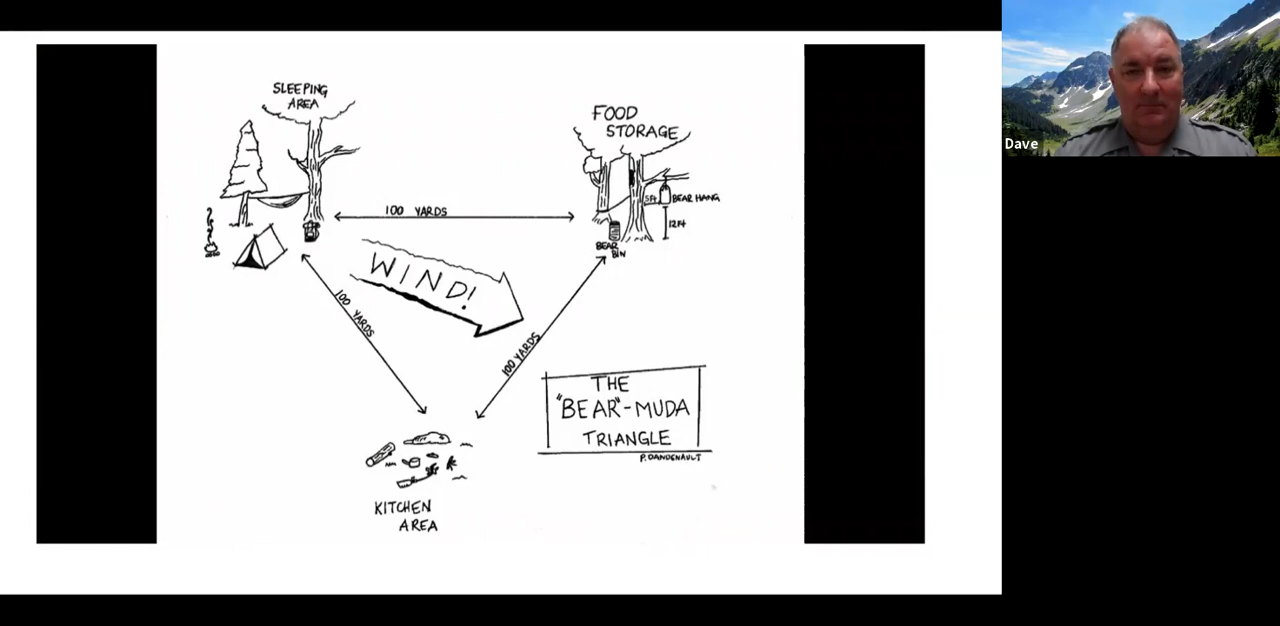 SLEEPING
AREA
FOOD
STORAGE
100 YARDS
5FT
BEAR HANG
12FT
BEAR
BIN
WIND!
100 YARDS
100 YARDS
THE
"BEAR"-MUDA
TRIANGLE
P. DANDENAULT
KITCHEN
AREA
Dave